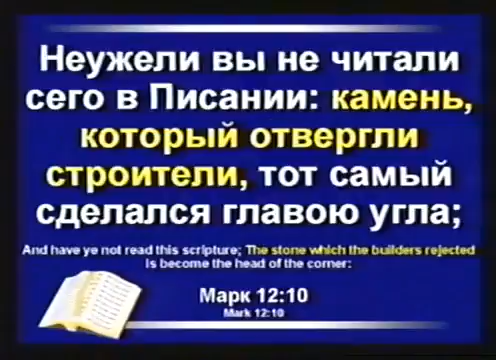 Неужели вы не читали
сего в Писании: камень,
который отвергли
строители, тот самый
сделался главою угла;
And have ye not read this scripture; The stone which the builders rejected
Is become the head of the corner:
Марк 12:10
Mark 12:10